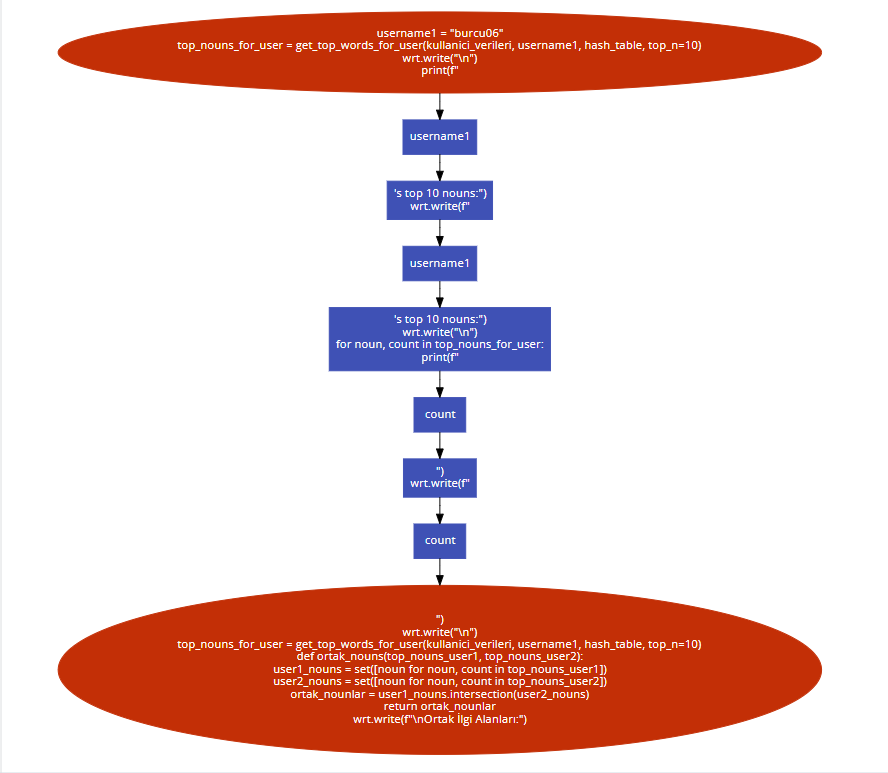 username1 = "burcu06"
top_nouns_for_user = get_top_words_for_user(kullanici_verileri, username1, hash_table, top_n=10)
wrt.write("\n")
print(f"
username1
's top 10 nouns:")
wrt.write(f"
username1
's top 10 nouns:")
wrt.write("\n")
for noun, count in top_nouns_for_user:
print(f"
count
")
wrt.write(f"
count
")
wrt.write("\n")
top_nouns_for_user = get_top_words_for_user(kullanici_verileri, username1, hash_table, top_n=10)
def ortak_nouns(top_nouns_user1, top_nouns_user2):
user1_nouns = set([noun for noun, count in top_nouns_user1])
user2_nouns = set([noun for noun, count in top_nouns_user2])
ortak_nounlar = user1_nouns.intersection(user2_nouns)
return ortak_nounlar
wrt.write(f"\nOrtak İlgi Alanları:")